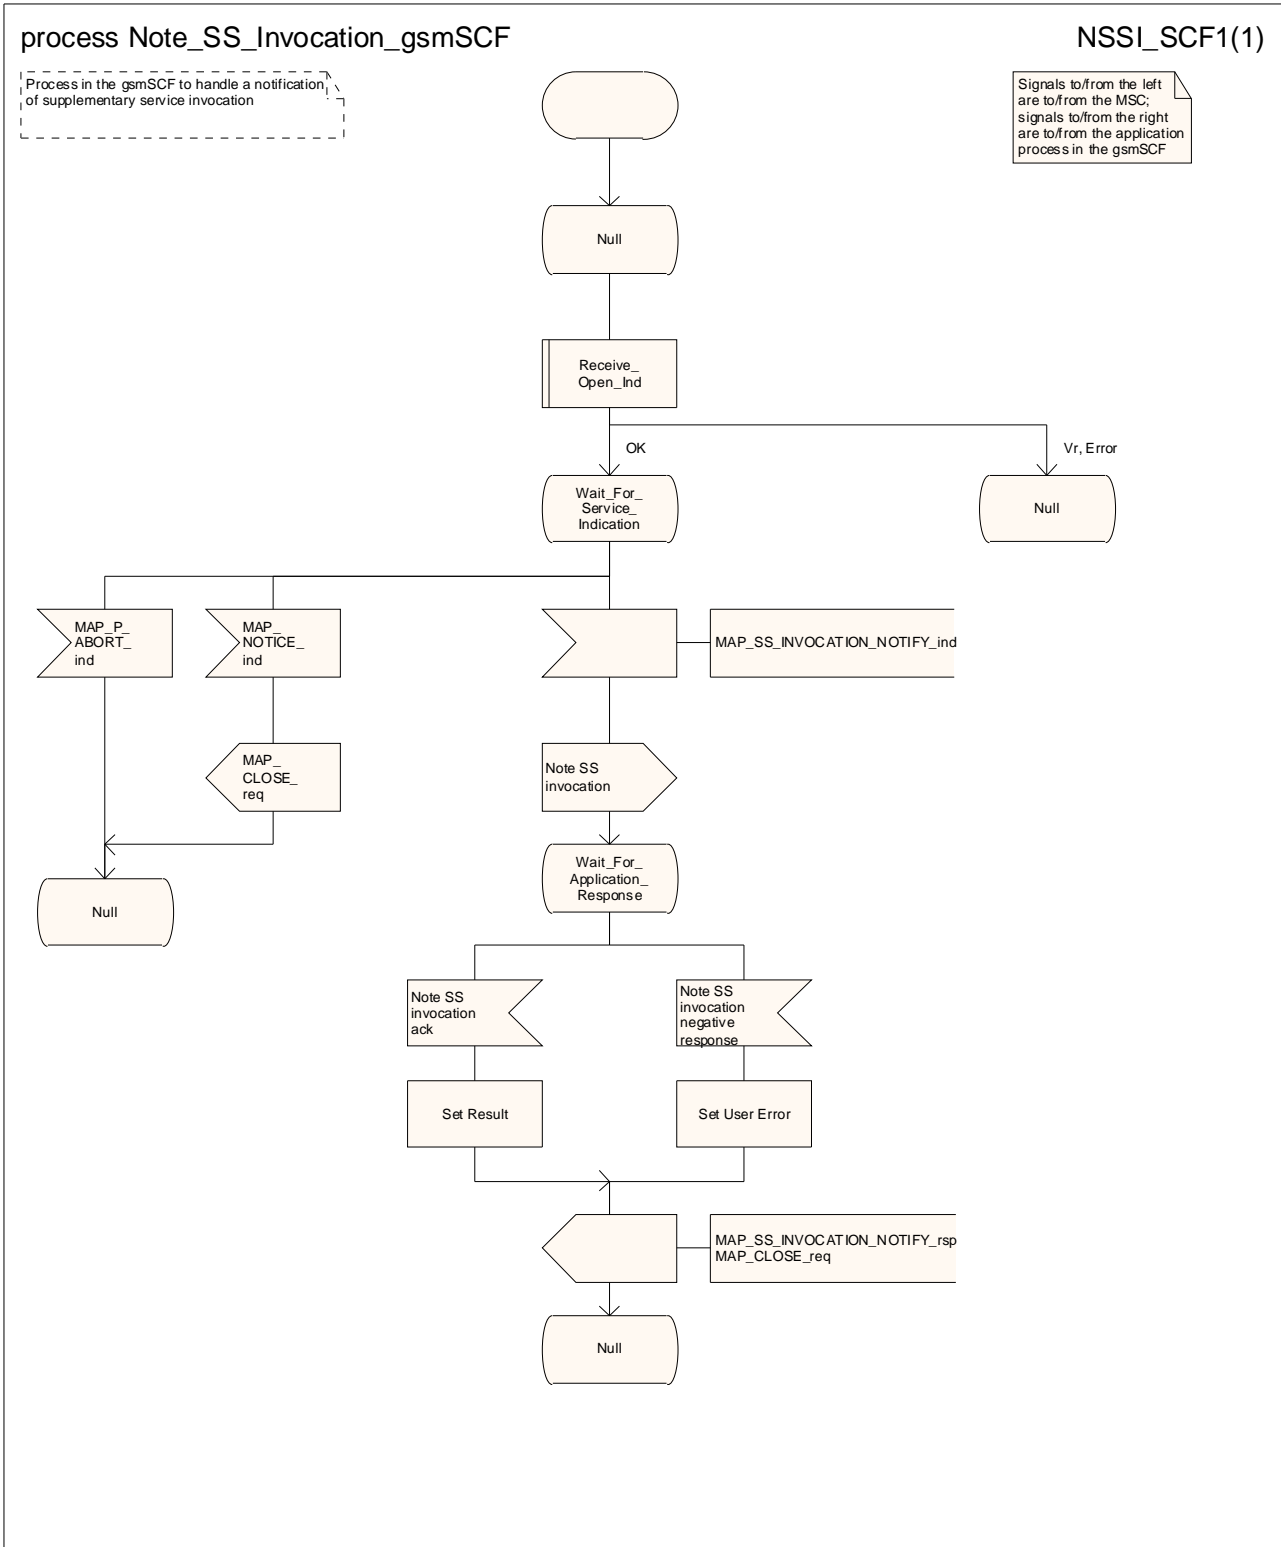 process Note_SS_Invocation_gsmSCF
NSSI_SCF1(1)
Process in the gsmSCF to handle a notification
of supplementary service invocation
Signals to/from the left
are to/from the MSC;
signals to/from the right
are to/from the application
process in the gsmSCF
Null
Receive_
Open_Ind
OK
Vr, Error
Wait_For_
Service_
Indication
Null
MAP_P_
ABORT_
ind
MAP_
NOTICE_
ind
MAP_SS_INVOCATION_NOTIFY_ind
MAP_
CLOSE_
req
Note SS
invocation
Wait_For_
Application_
Response
Null
Note SS
invocation
ack
Note SS
invocation
negative
response
Set Result
Set User Error
MAP_SS_INVOCATION_NOTIFY_rsp
MAP_CLOSE_req
Null